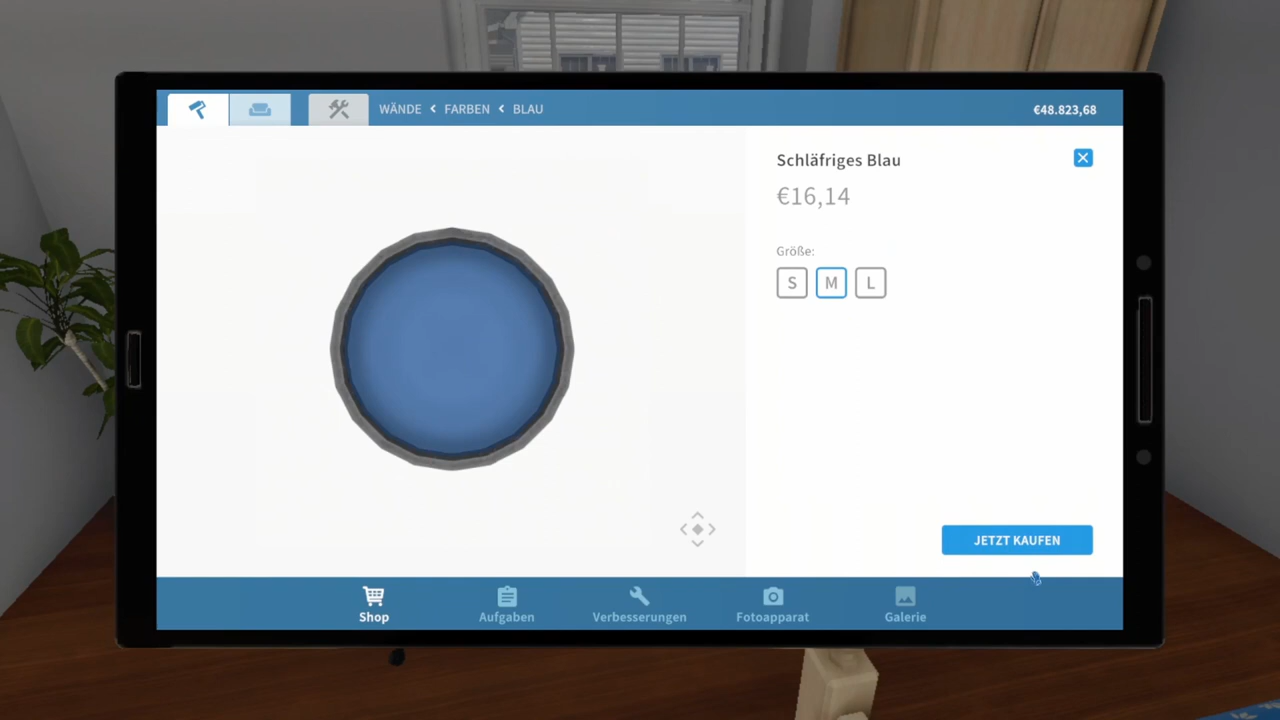 WÄNDE < FARBEN < BLAU
€48.823,68
Schläfriges Blau
€16,14
Größe:
S M L
JETZT KAUFEN
Shop Aufgaben Verbesserungen Fotoapparat Galerie